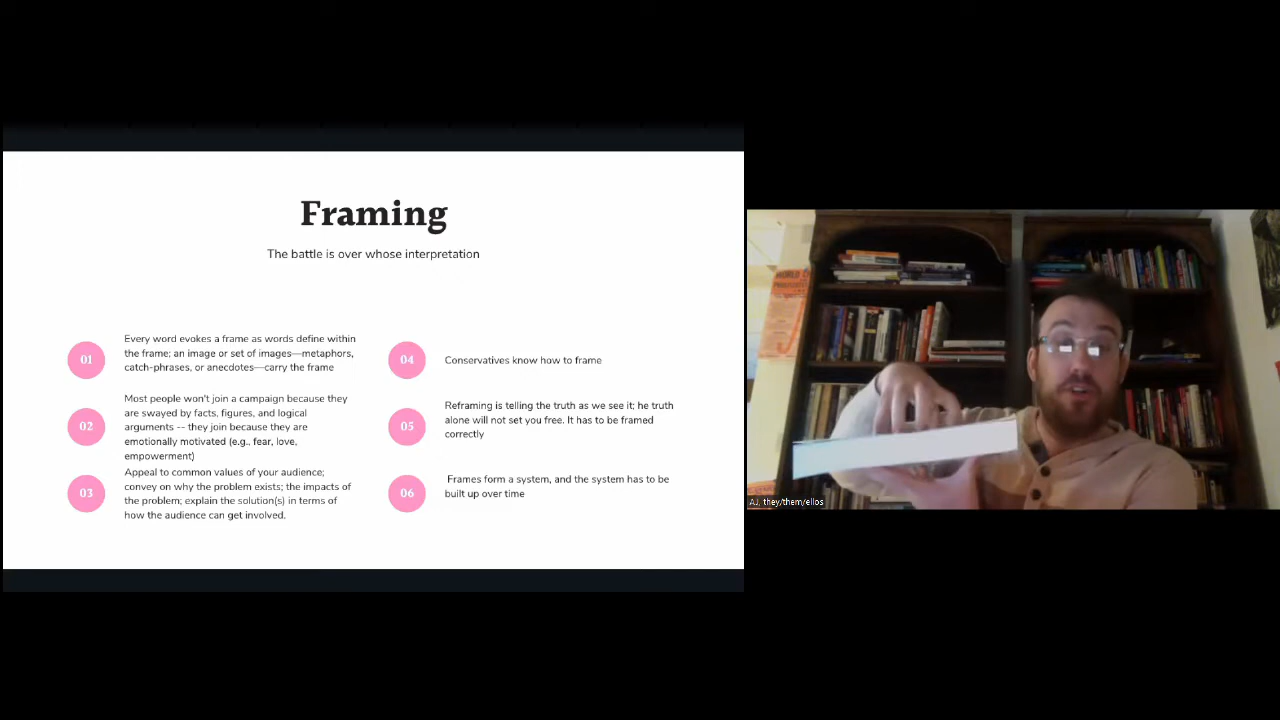 Framing
The battle is over whose interpretation
01
Every word evokes a frame as words define within
the frame; an image or set of images—metaphors,
catch-phrases, or anecdotes—carry the frame
02
Most people won't join a campaign because they
are swayed by facts, figures, and logical
arguments -- they join because they are
emotionally motivated (e.g., fear, love,
empowerment)
03
Appeal to common values of your audience;
convey on why the problem exists; the impacts of
the problem; explain the solution(s) in terms of
how the audience can get involved.
04
Conservatives know how to frame
05
Reframing is telling the truth as we see it; he truth
alone will not set you free. It has to be framed
correctly
06
Frames form a system, and the system has to be
built up over time
WORLD
AJ, they/them/ellos